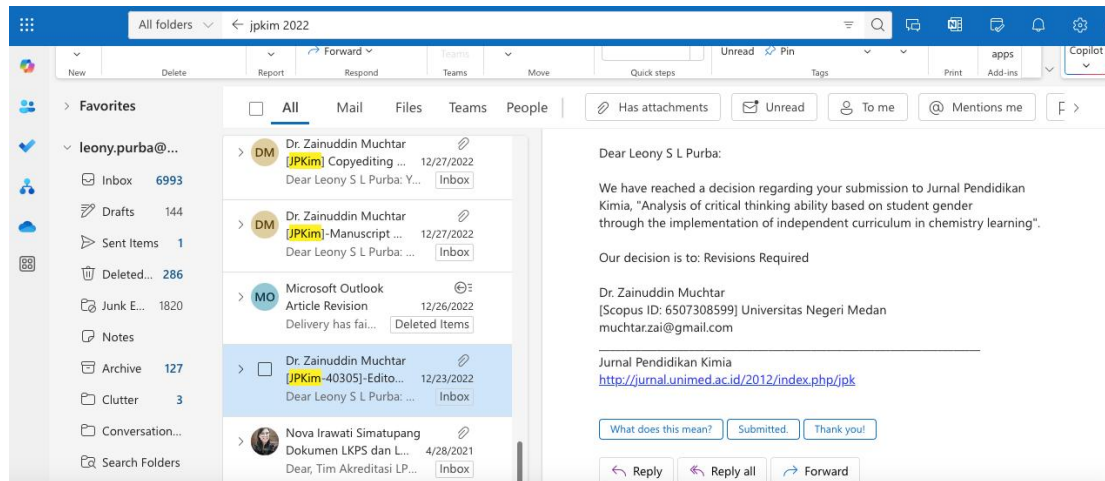 All folders
jpkim 2022
Forward
Teams
Unread
Pin
apps
Copilot
New
Delete
Report
Respond
Teams
Move
Quick steps
Tags
Print
Add-ins
Favorites
leony.purba@...
Inbox 6993
Drafts 144
Sent Items 1
Deleted... 286
Junk E... 1820
Notes
Archive 127
Clutter 3
Conversation...
Search Folders
All
Mail
Files
Teams
People
Has attachments
Unread
To me
@ Mentions me
DM
Dr. Zainuddin Muchtar
[JPKim] Copyediting ... 12/27/2022
Dear Leony S L Purba: Y... Inbox
DM
Dr. Zainuddin Muchtar
[JPKim]-Manuscript ... 12/27/2022
Dear Leony S L Purba: ... Inbox
MO
Microsoft Outlook
Article Revision 12/26/2022
Delivery has fai... Deleted Items
Dr. Zainuddin Muchtar
[JPKim-40305]-Edito... 12/23/2022
Dear Leony S L Purba: ... Inbox
Nova Irawati Simatupang
Dokumen LKPS dan L... 4/28/2021
Dear, Tim Akreditasi LP... Inbox
Dear Leony S L Purba:
We have reached a decision regarding your submission to Jurnal Pendidikan
Kimia, "Analysis of critical thinking ability based on student gender
through the implementation of independent curriculum in chemistry learning".
Our decision is to: Revisions Required
Dr. Zainuddin Muchtar
[Scopus ID: 6507308599] Universitas Negeri Medan
muchtar.zai@gmail.com
Jurnal Pendidikan Kimia
http://jurnal.unimed.ac.id/2012/index.php/jpk
What does this mean?
Submitted.
Thank you!
Reply
Reply all
Forward